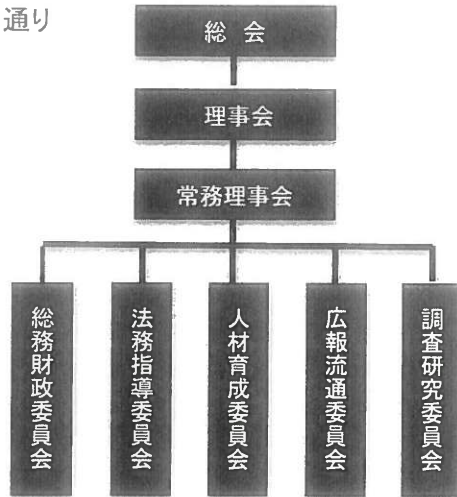 通り
総 会
理事会
常務理事会
総務財政委員会
法務指導委員会
人材育成委員会
広報流通委員会
調査研究委員会